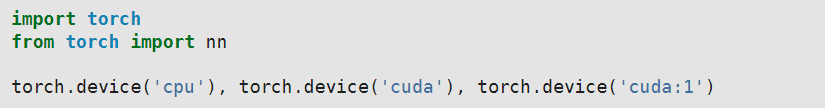 import torch
from torch import nn
torch.device('cpu'), torch.device('cuda'), torch.device('cuda:1')